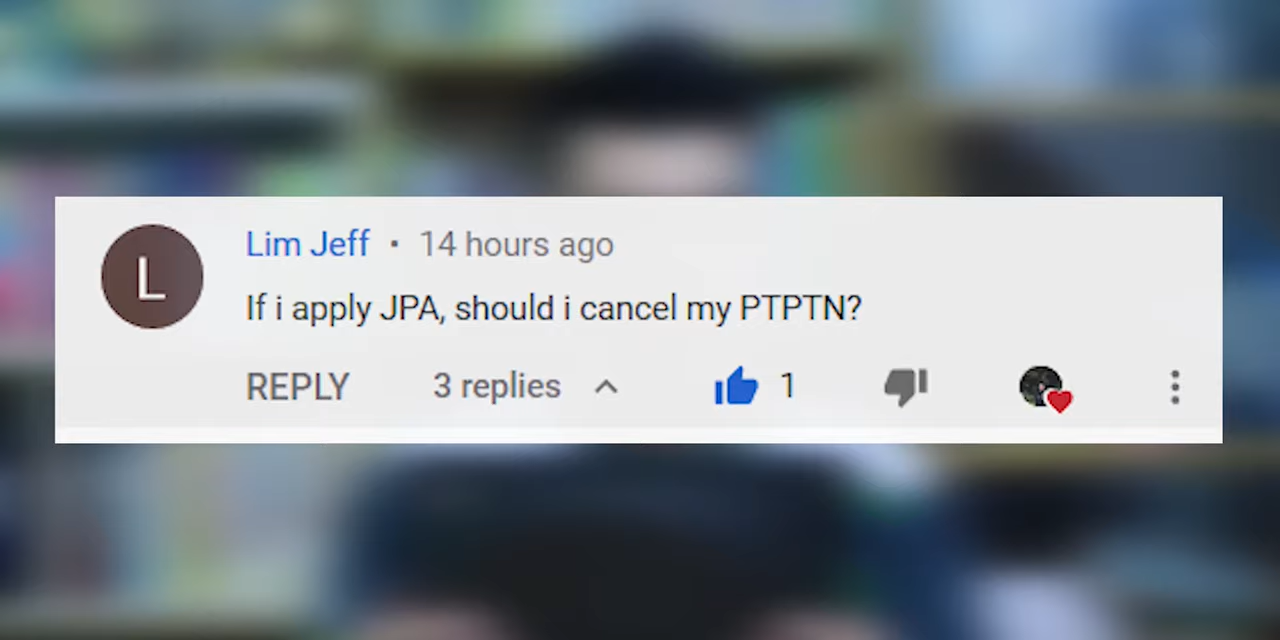 L
Lim Jeff • 14 hours ago
If i apply JPA, should i cancel my PTPTN?
REPLY 3 replies 1